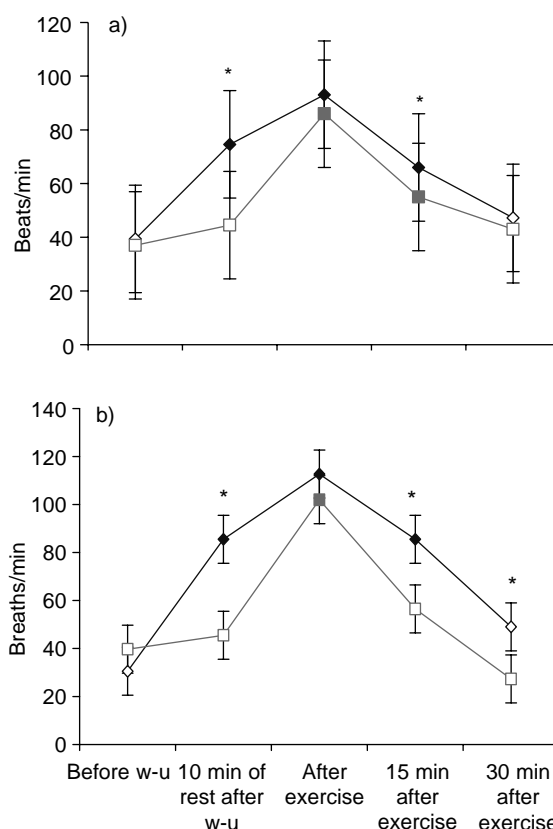 a)
120
100
80
60
40
20
0
Beats/min
*
*
b)
140
120
100
80
60
40
20
0
Breaths/min
*
*
*
Before w-u
10 min of
rest after
w-u
After
exercise
15 min
after
exercise
30 min
after
exercise